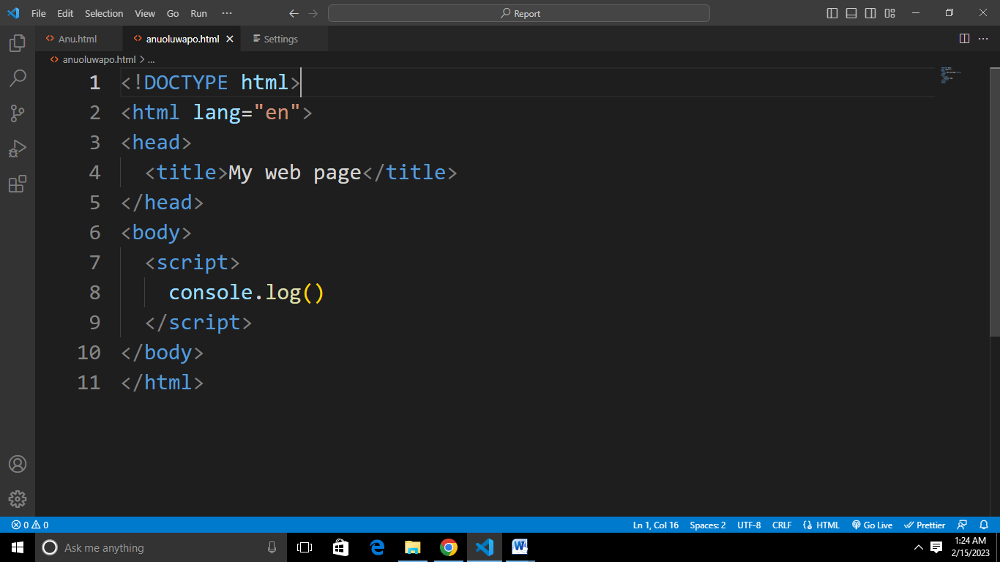 File Edit Selection View Go Run ··· Report
Anu.html anuoluwapo.html Settings
anuoluwapo.html > ...
1 <!DOCTYPE html>
2 <html lang="en">
3 <head>
4 <title>My web page</title>
5 </head>
6 <body>
7 <script>
8 console.log()
9 </script>
10 </body>
11 </html>
0 0 Ln 1, Col 16 Spaces: 2 UTF-8 CRLF HTML Go Live Prettier
Ask me anything
1:24 AM
2/15/2023